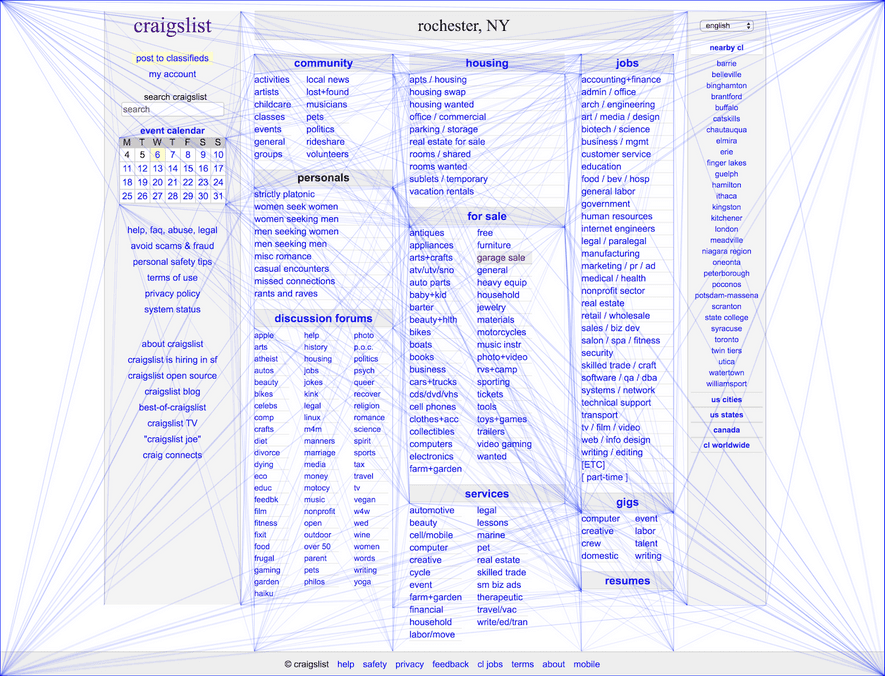 craigslist
post to classifieds
my account
search craigslist
search
event calendar
M T W T F S S
4 5 6 7 8 9 10
11 12 13 14 15 16 17
18 19 20 21 22 23 24
25 26 27 28 29 30 31
help, faq, abuse, legal
avoid scams & fraud
personal safety tips
terms of use
privacy policy
system status
about craigslist
craigslist is hiring in sf
craigslist open source
craigslist blog
best-of-craigslist
craigslist TV
"craigslist joe"
craig connects
rochester, NY
community
activities local news
artists lost+found
childcare musicians
classes pets
events politics
general rideshare
groups volunteers
personals
strictly platonic
women seek women
women seeking men
men seeking women
men seeking men
misc romance
casual encounters
missed connections
rants and raves
discussion forums
apple help photo
arts history p.o.c.
atheist housing politics
autos jobs psych
beauty jokes queer
bikes kink recover
celebs legal religion
comp linux romance
crafts m4m science
diet manners spirit
divorce marriage sports
dying media tax
eco money travel
educ motocy tv
feedbk music vegan
film nonprofit w4w
fitness open wed
fixit outdoor wine
food over 50 women
frugal parent words
gaming pets writing
garden philos yoga
haiku
housing
apts / housing
housing swap
housing wanted
office / commercial
parking / storage
real estate for sale
rooms / shared
rooms wanted
sublets / temporary
vacation rentals
for sale
antiques free
appliances furniture
arts+crafts garage sale
atv/utv/sno general
auto parts heavy equip
baby+kid household
barter jewelry
beauty+hlth materials
bikes motorcycles
boats music instr
books photo+video
business rvs+camp
cars+trucks sporting
cds/dvd/vhs tickets
cell phones tools
clothes+acc toys+games
collectibles trailers
computers video gaming
electronics wanted
farm+garden
services
automotive legal
beauty lessons
cell/mobile marine
computer pet
creative real estate
cycle skilled trade
event sm biz ads
farm+garden therapeutic
financial travel/vac
household write/ed/tran
labor/move
jobs
accounting+finance
admin / office
arch / engineering
art / media / design
biotech / science
business / mgmt
customer service
education
food / bev / hosp
general labor
government
human resources
internet engineers
legal / paralegal
manufacturing
marketing / pr / ad
medical / health
nonprofit sector
real estate
retail / wholesale
sales / biz dev
salon / spa / fitness
security
skilled trade / craft
software / qa / dba
systems / network
technical support
transport
tv / film / video
web / info design
writing / editing
[ETC]
[ part-time ]
gigs
computer event
creative labor
crew talent
domestic writing
resumes
english
nearby cl
barrie
belleville
binghamton
brantford
buffalo
catskills
chautauqua
elmira
erie
finger lakes
guelph
hamilton
ithaca
kingston
kitchener
london
meadville
niagara region
oneonta
peterborough
poconos
potsdam-massena
scranton
state college
syracuse
toronto
twin tiers
utica
watertown
williamsport
us cities
us states
canada
cl worldwide
© craigslist help safety privacy feedback cl jobs terms about mobile